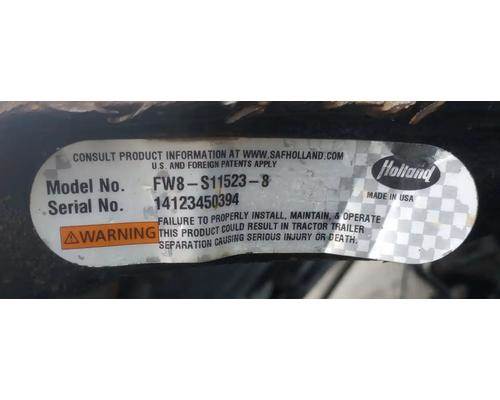 CONSULT PRODUCT INFORMATION AT WWW.SAFHOLLAND.COM
U.S. AND FOREIGN PATENTS APPLY
Holland
MADE IN USA
Model No. FW8-S11523-8
Serial No. 14123450394
WARNING
FAILURE TO PROPERLY INSTALL, MAINTAIN, & OPERATE
THIS PRODUCT COULD RESULT IN TRACTOR TRAILER
SEPARATION CAUSING SERIOUS INJURY OR DEATH.